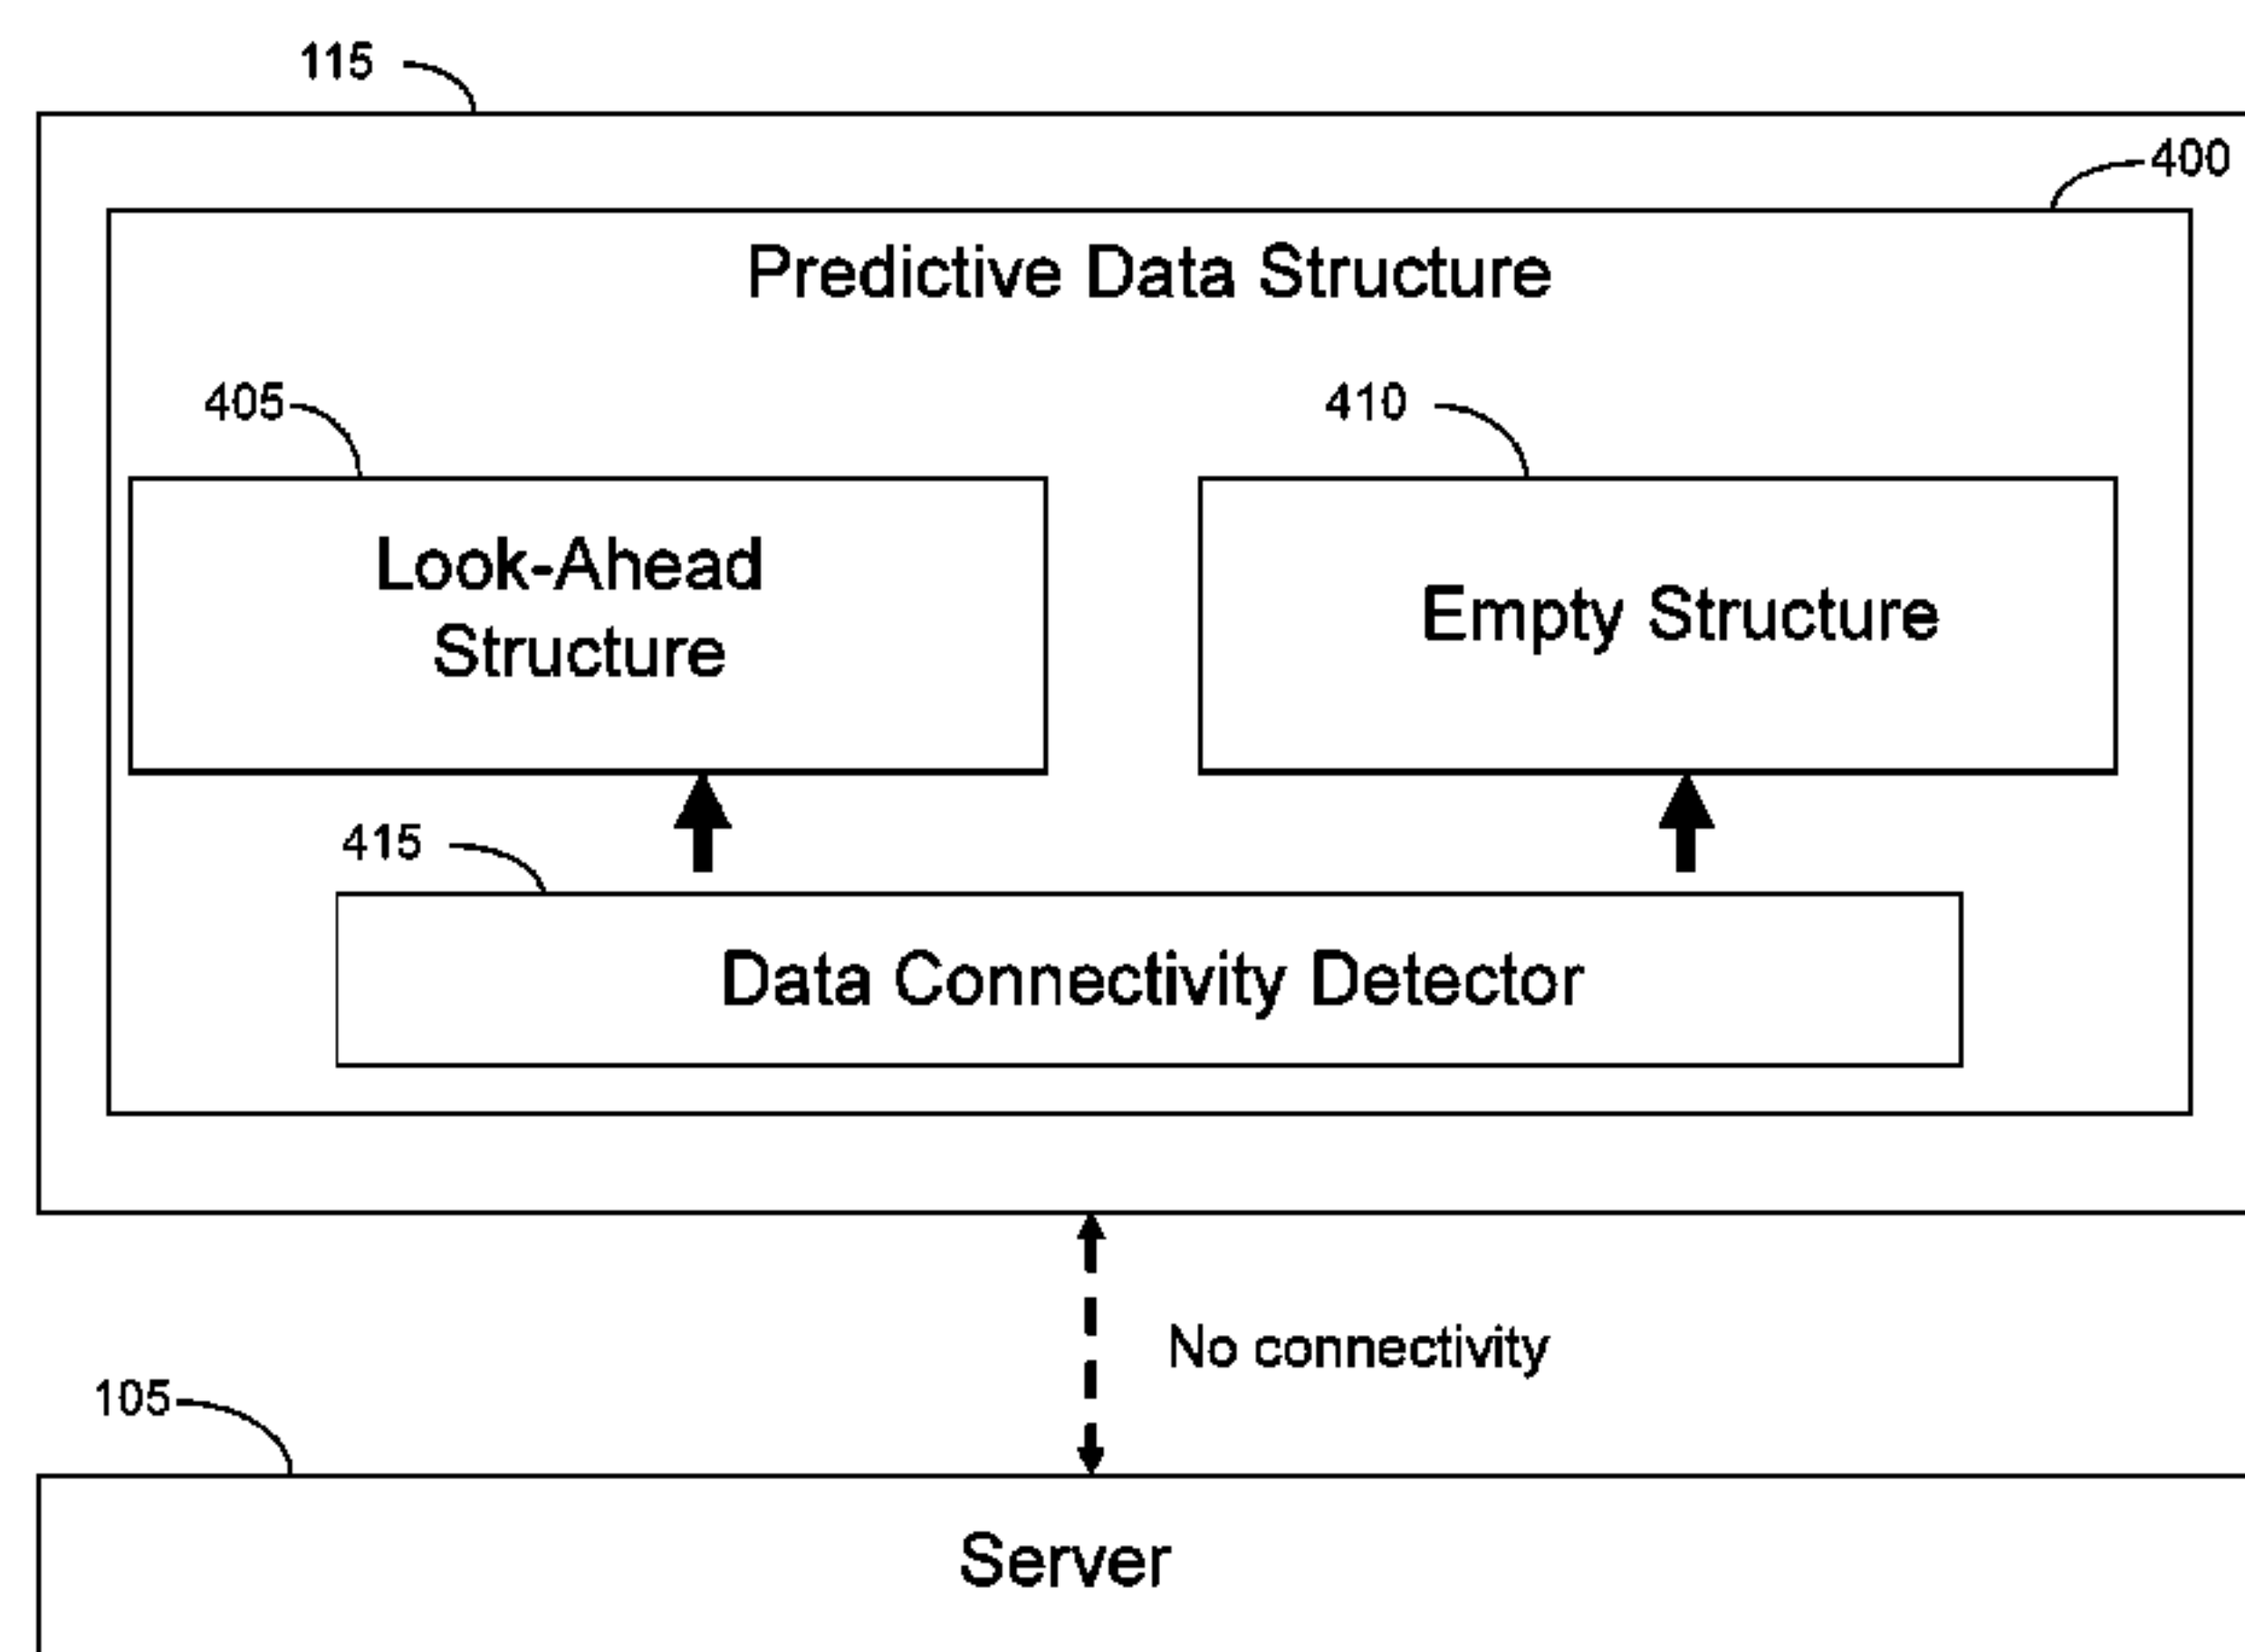 115
400
Predictive Data Structure
405
410
Look-Ahead
Structure
Empty Structure
415
Data Connectivity Detector
No connectivity
105
Server